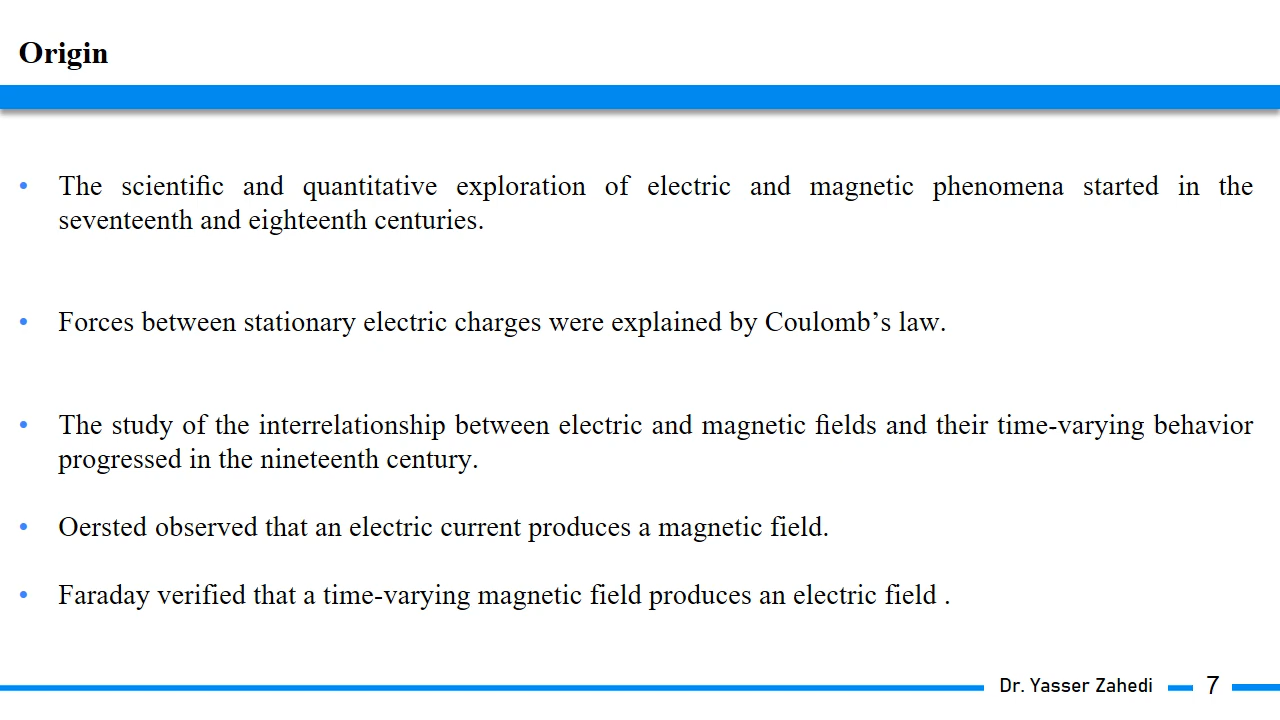 Origin
• The scientific and quantitative exploration of electric and magnetic phenomena started in the
seventeenth and eighteenth centuries.
• Forces between stationary electric charges were explained by Coulomb’s law.
• The study of the interrelationship between electric and magnetic fields and their time-varying behavior
progressed in the nineteenth century.
• Oersted observed that an electric current produces a magnetic field.
• Faraday verified that a time-varying magnetic field produces an electric field .
Dr. Yasser Zahedi 7